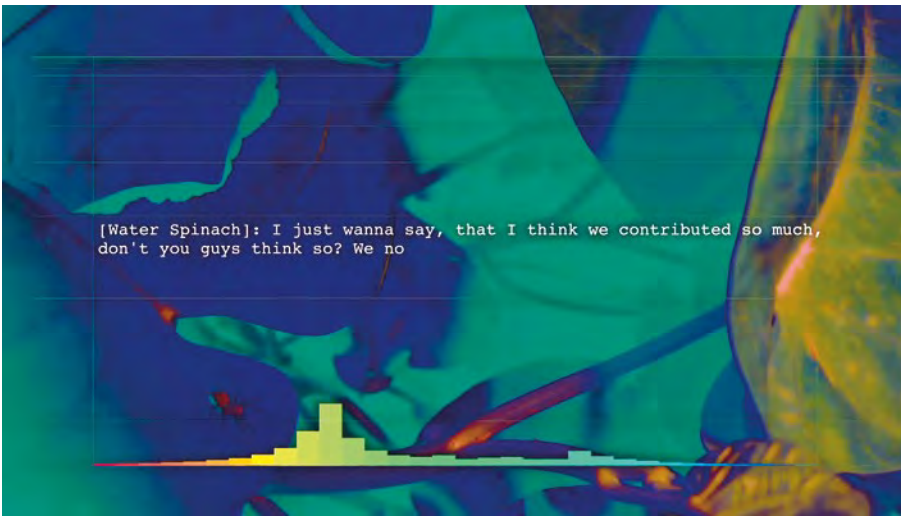 [Water Spinach]: I just wanna say, that I think we contributed so much,
don't you guys think so? We no